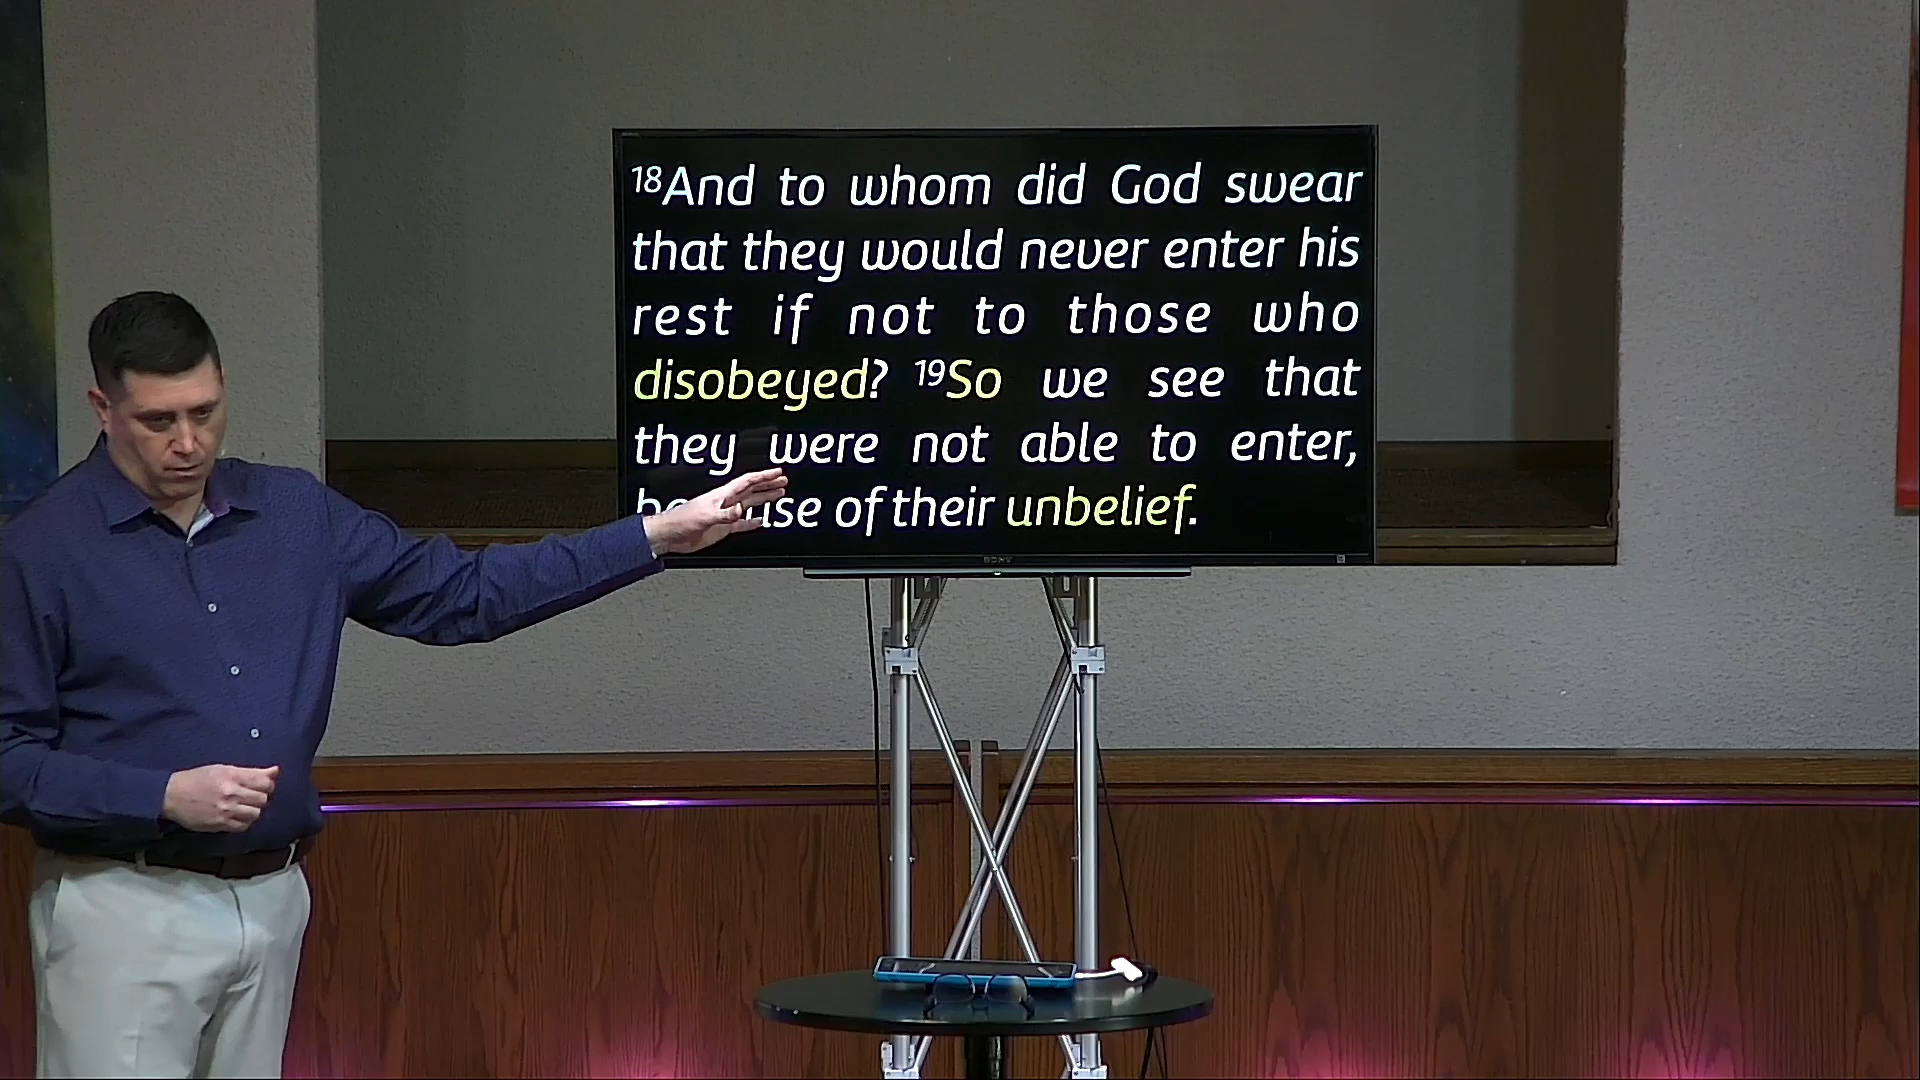 18And to whom did God swear
that they would never enter his
rest if not to those who
disobeyed? 19So we see that
they were not able to enter,
of their unbelief.
SONY